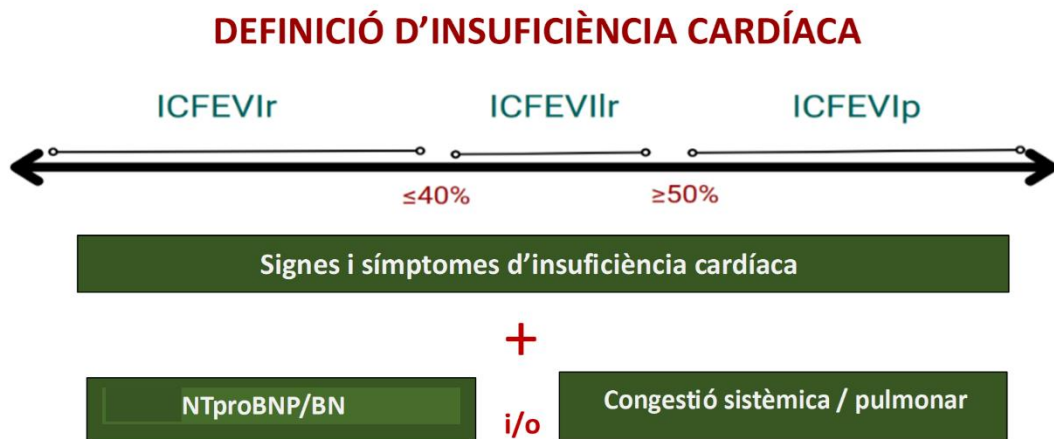 DEFINICIÓ D’INSUFICIÈNCIA CARDÍACA
ICFEVIr ICFEVIlr ICFEVIp
≤40% ≥50%
Signes i símptomes d’insuficiència cardíaca
+
NTproBNP/BN i/o Congestió sistèmica / pulmonar